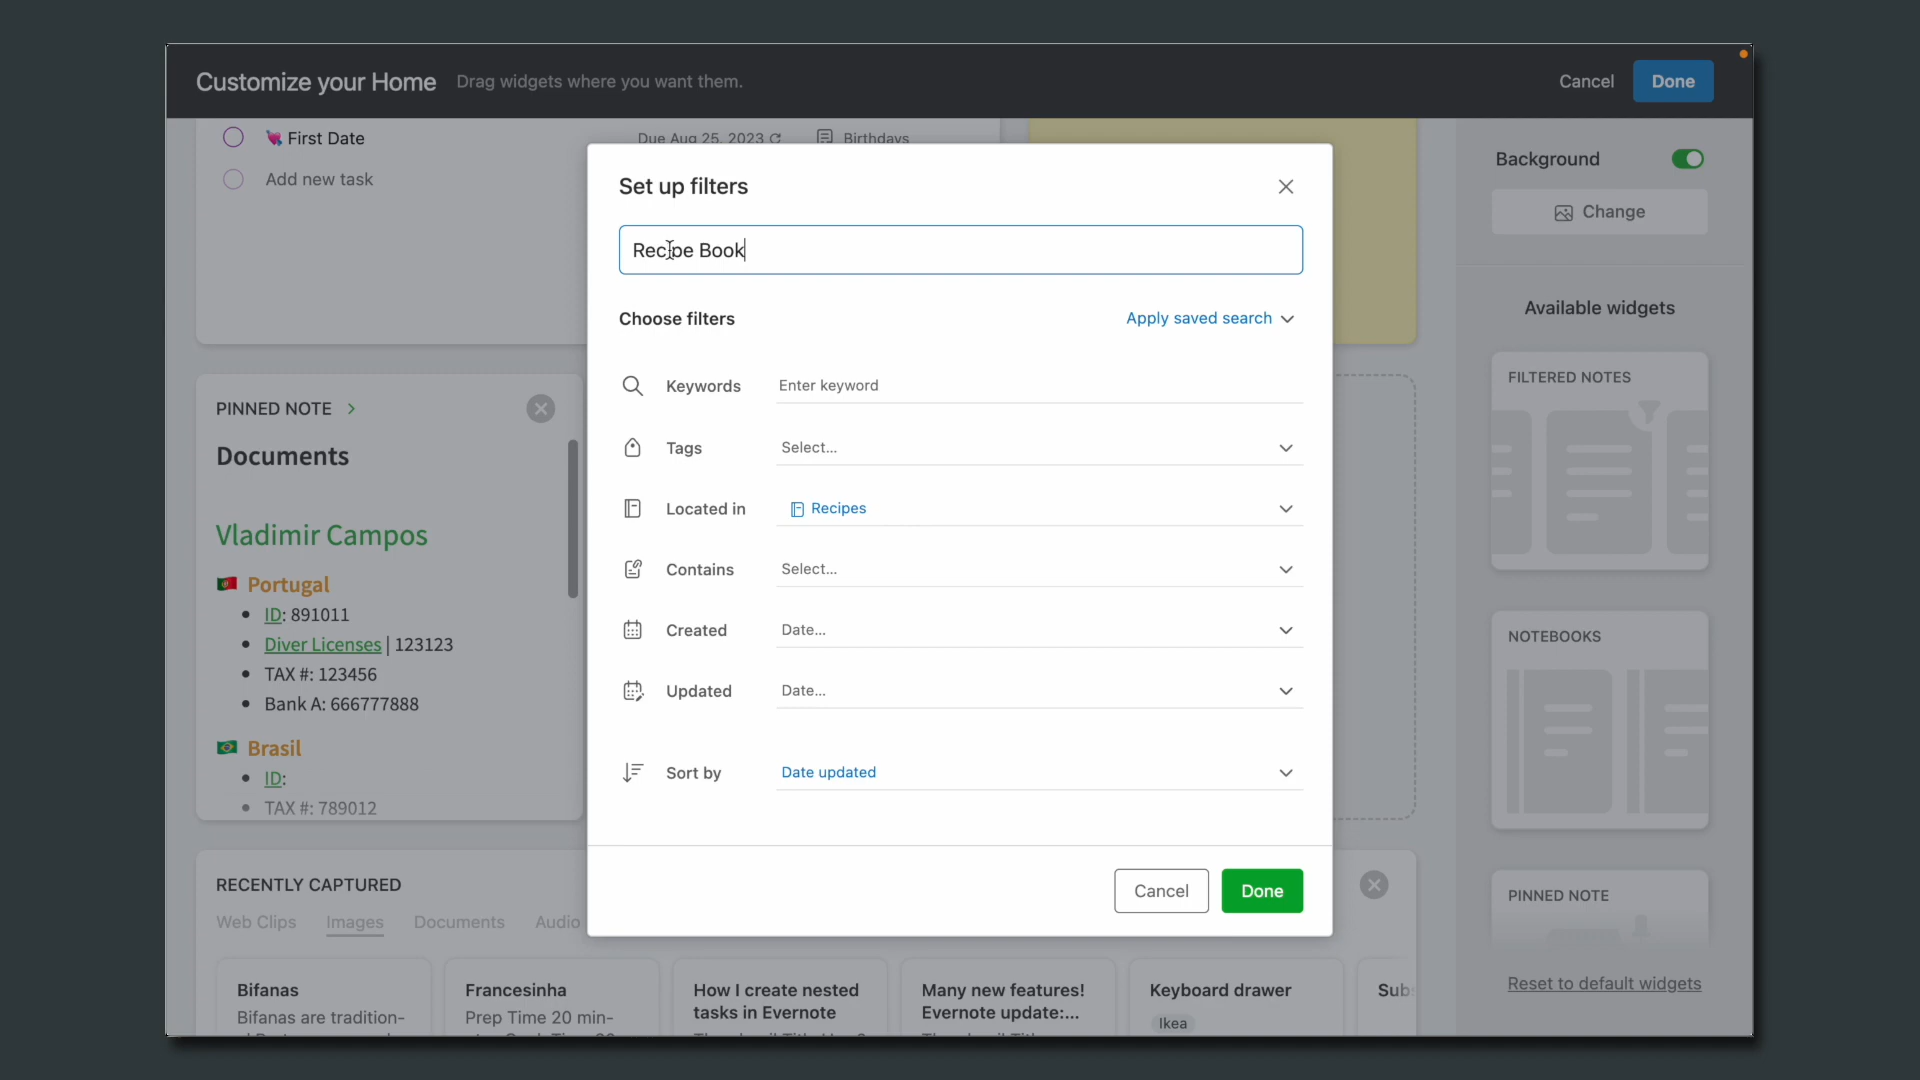 Customize your Home Drag widgets where you want them. Cancel Done
First Date Due Aug 25, 2023 Birthdays
Add new task
Background
Change
Available widgets
FILTERED NOTES
NOTEBOOKS
PINNED NOTE
Reset to default widgets
Set up filters
Recipe Book
Choose filters Apply saved search
Keywords Enter keyword
Tags Select...
Located in Recipes
Contains Select...
Created Date...
Updated Date...
Sort by Date updated
Cancel Done
PINNED NOTE >
Documents
Vladimir Campos
Portugal
• ID: 891011
• Diver Licenses | 123123
• TAX #: 123456
• Bank A: 666777888
Brasil
• ID:
• TAX #: 789012
RECENTLY CAPTURED
Web Clips Images Documents Audio
Bifanas
Bifanas are tradition-
Francesinha
Prep Time 20 min-
How I create nested
tasks in Evernote
Many new features!
Evernote update:...
Keyboard drawer
Ikea